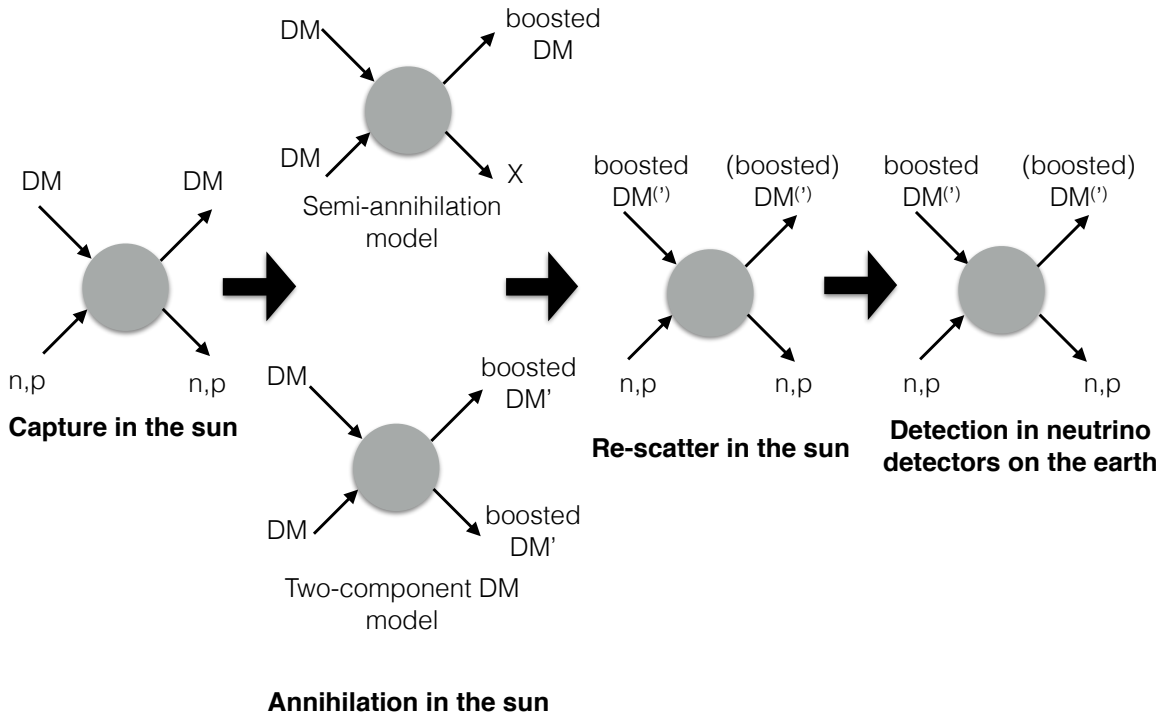 DM
DM
n,p
n,p
Capture in the sun
DM
boosted
DM
DM
X
Semi-annihilation
model
DM
boosted
DM'
DM
boosted
DM'
Two-component DM
model
Annihilation in the sun
boosted
DM(')
(boosted)
DM(')
n,p
n,p
Re-scatter in the sun
boosted
DM(')
(boosted)
DM(')
n,p
n,p
Detection in neutrino
detectors on the earth